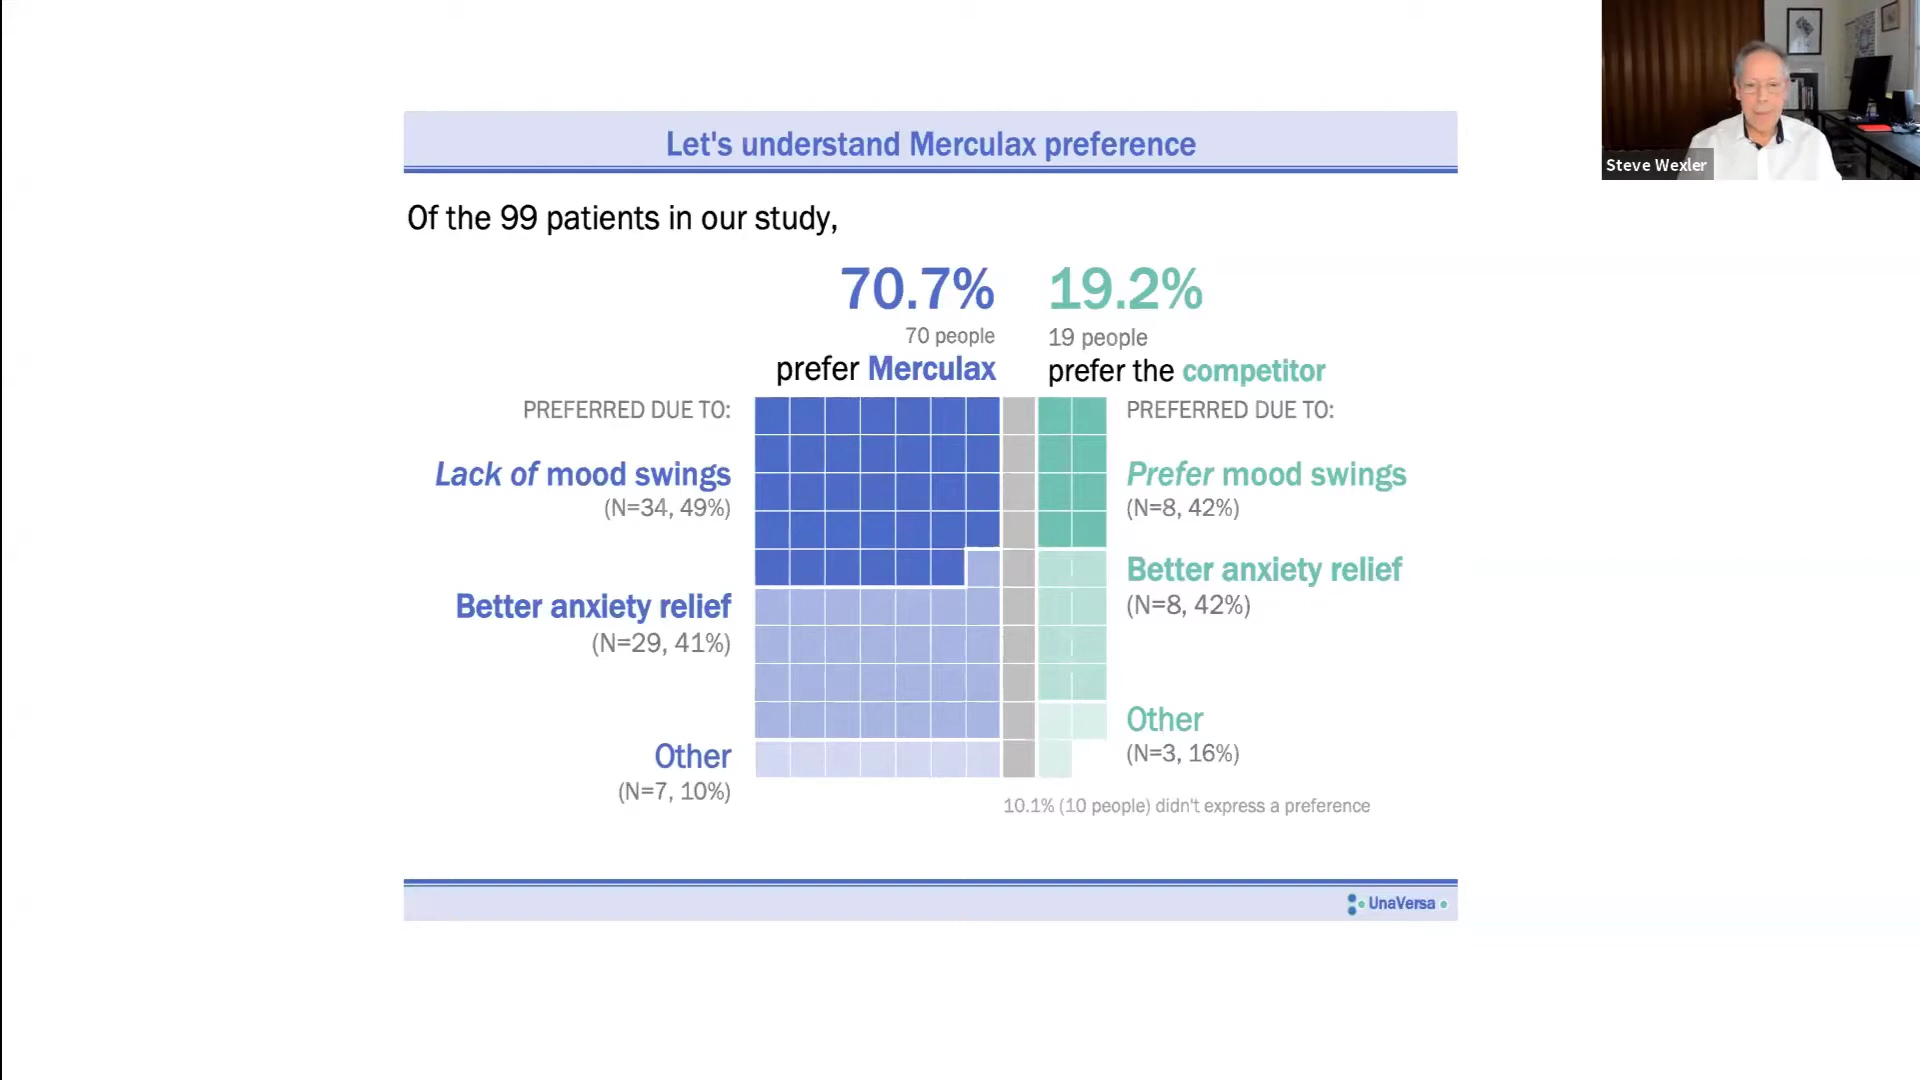 Let's understand Merculax preference
Steve Wexler
Of the 99 patients in our study,
70.7%
70 people
prefer Merculax
19.2%
19 people
prefer the competitor
PREFERRED DUE TO:
Lack of mood swings
(N=34, 49%)
Better anxiety relief
(N=29, 41%)
Other
(N=7, 10%)
PREFERRED DUE TO:
Prefer mood swings
(N=8, 42%)
Better anxiety relief
(N=8, 42%)
Other
(N=3, 16%)
10.1% (10 people) didn't express a preference
UnaVersa